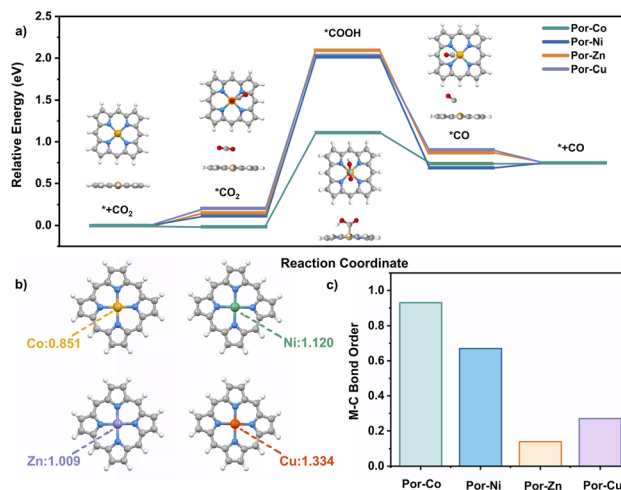 a)
2.5
2.0
1.5
1.0
0.5
0.0
Relative Energy (eV)
*+CO2
*CO2
*COOH
*CO
*+CO
Por-Co
Por-Ni
Por-Zn
Por-Cu
Reaction Coordinate
b)
Co:0.851
Ni:1.120
Zn:1.009
Cu:1.334
c)
M-C Bond Order
1.0
0.8
0.6
0.4
0.2
0.0
Por-Co
Por-Ni
Por-Zn
Por-Cu